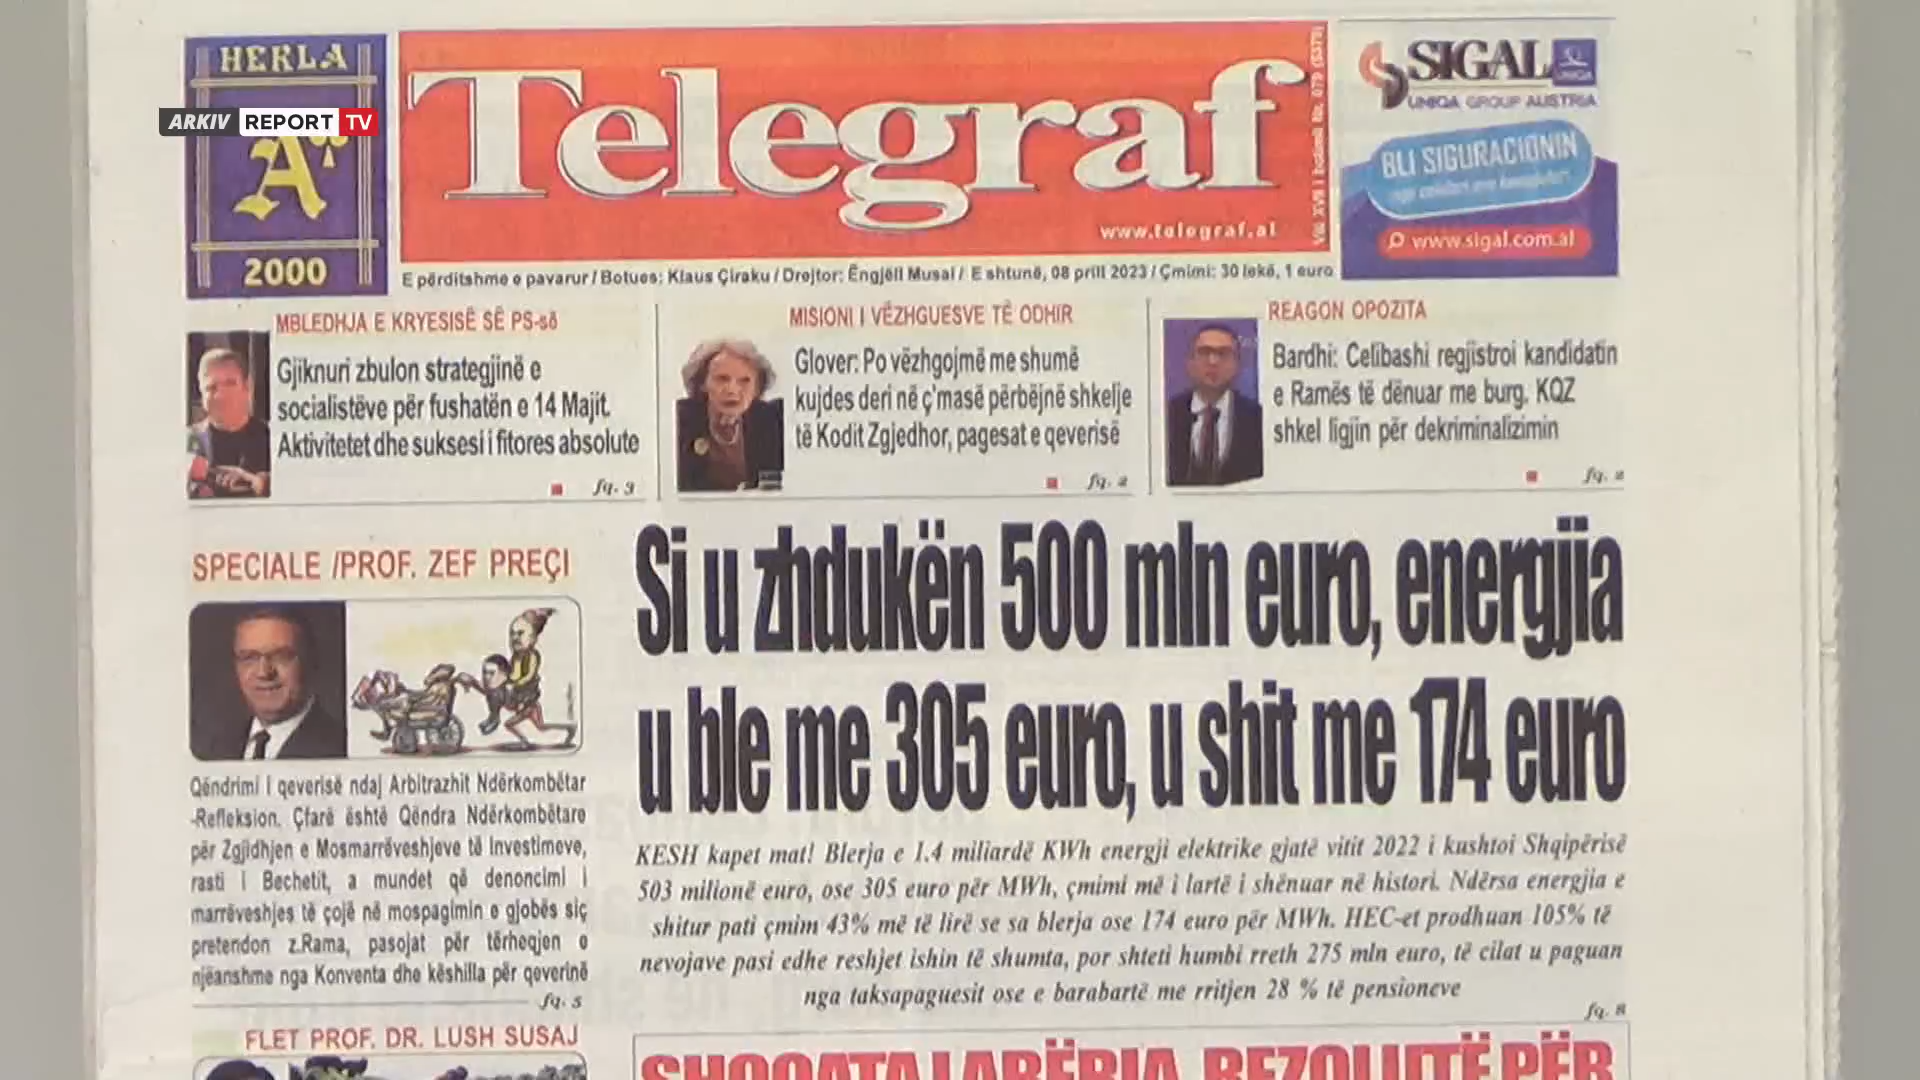 HERLA
2000
ARKIV REPORT TV
Telegraf
www.telegraf.al
SIGAL
UNIQA
UNIQA GROUP AUSTRIA
BLI SIGURACIONIN
www.sigal.com.al
E përditshme e pavarur / Botues: Klaus Çiraku / Drejtor: Ëngjëll Musai / E shtunë, 08 prill 2023 / Çmimi: 30 lekë, 1 euro
MBLEDHJA E KRYESISË SË PS-së
Gjiknuri zbulon strategjinë e
socialistëve për fushatën e 14 Majit.
Aktivitetet dhe suksesi i fitores absolute
fq. 3
MISIONI I VËZHGUESVE TË ODHIR
Glover: Po vëzhgojmë me shumë
kujdes deri në ç'masë përbëjnë shkelje
të Kodit Zgjedhor, pagesat e qeverisë
fq. 2
REAGON OPOZITA
Bardhi: Celibashi regjistroi kandidatin
e Ramës të dënuar me burg. KQZ
shkel ligjin për dekriminalizimin
fq. 2
SPECIALE /PROF. ZEF PREÇI
Qëndrimi i qeverisë ndaj Arbitrazhit Ndërkombëtar
-Refleksion. Çfarë është Qëndra Ndërkombëtare
për Zgjidhjen e Mosmarrëveshjeve të Investimeve,
rasti i Bechetit, a mundet që denoncimi i
marrëveshjes të çojë në mospagimin e gjobës siç
pretendon z.Rama, pasojat për tërheqjen e
njëanshme nga Konventa dhe këshilla për qeverinë
fq. 5
FLET PROF. DR. LUSH SUSAJ
Si u zhdukën 500 mln euro, energjia
u ble me 305 euro, u shit me 174 euro
KESH kapet mat! Blerja e 1.4 miliardë KWh energji elektrike gjatë vitit 2022 i kushtoi Shqipërisë
503 milionë euro, ose 305 euro për MWh, çmimi më i lartë i shënuar në histori. Ndërsa energjia e
shitur pati çmim 43% më të lirë se sa blerja ose 174 euro për MWh. HEC-et prodhuan 105% të
nevojave pasi edhe reshjet ishin të shumta, por shteti humbi rreth 275 mln euro, të cilat u paguan
nga taksapaguesit ose e barabartë me rritjen 28 % të pensioneve
fq. 8
SHOQATA LABËRIA, REZOLUTË PËR